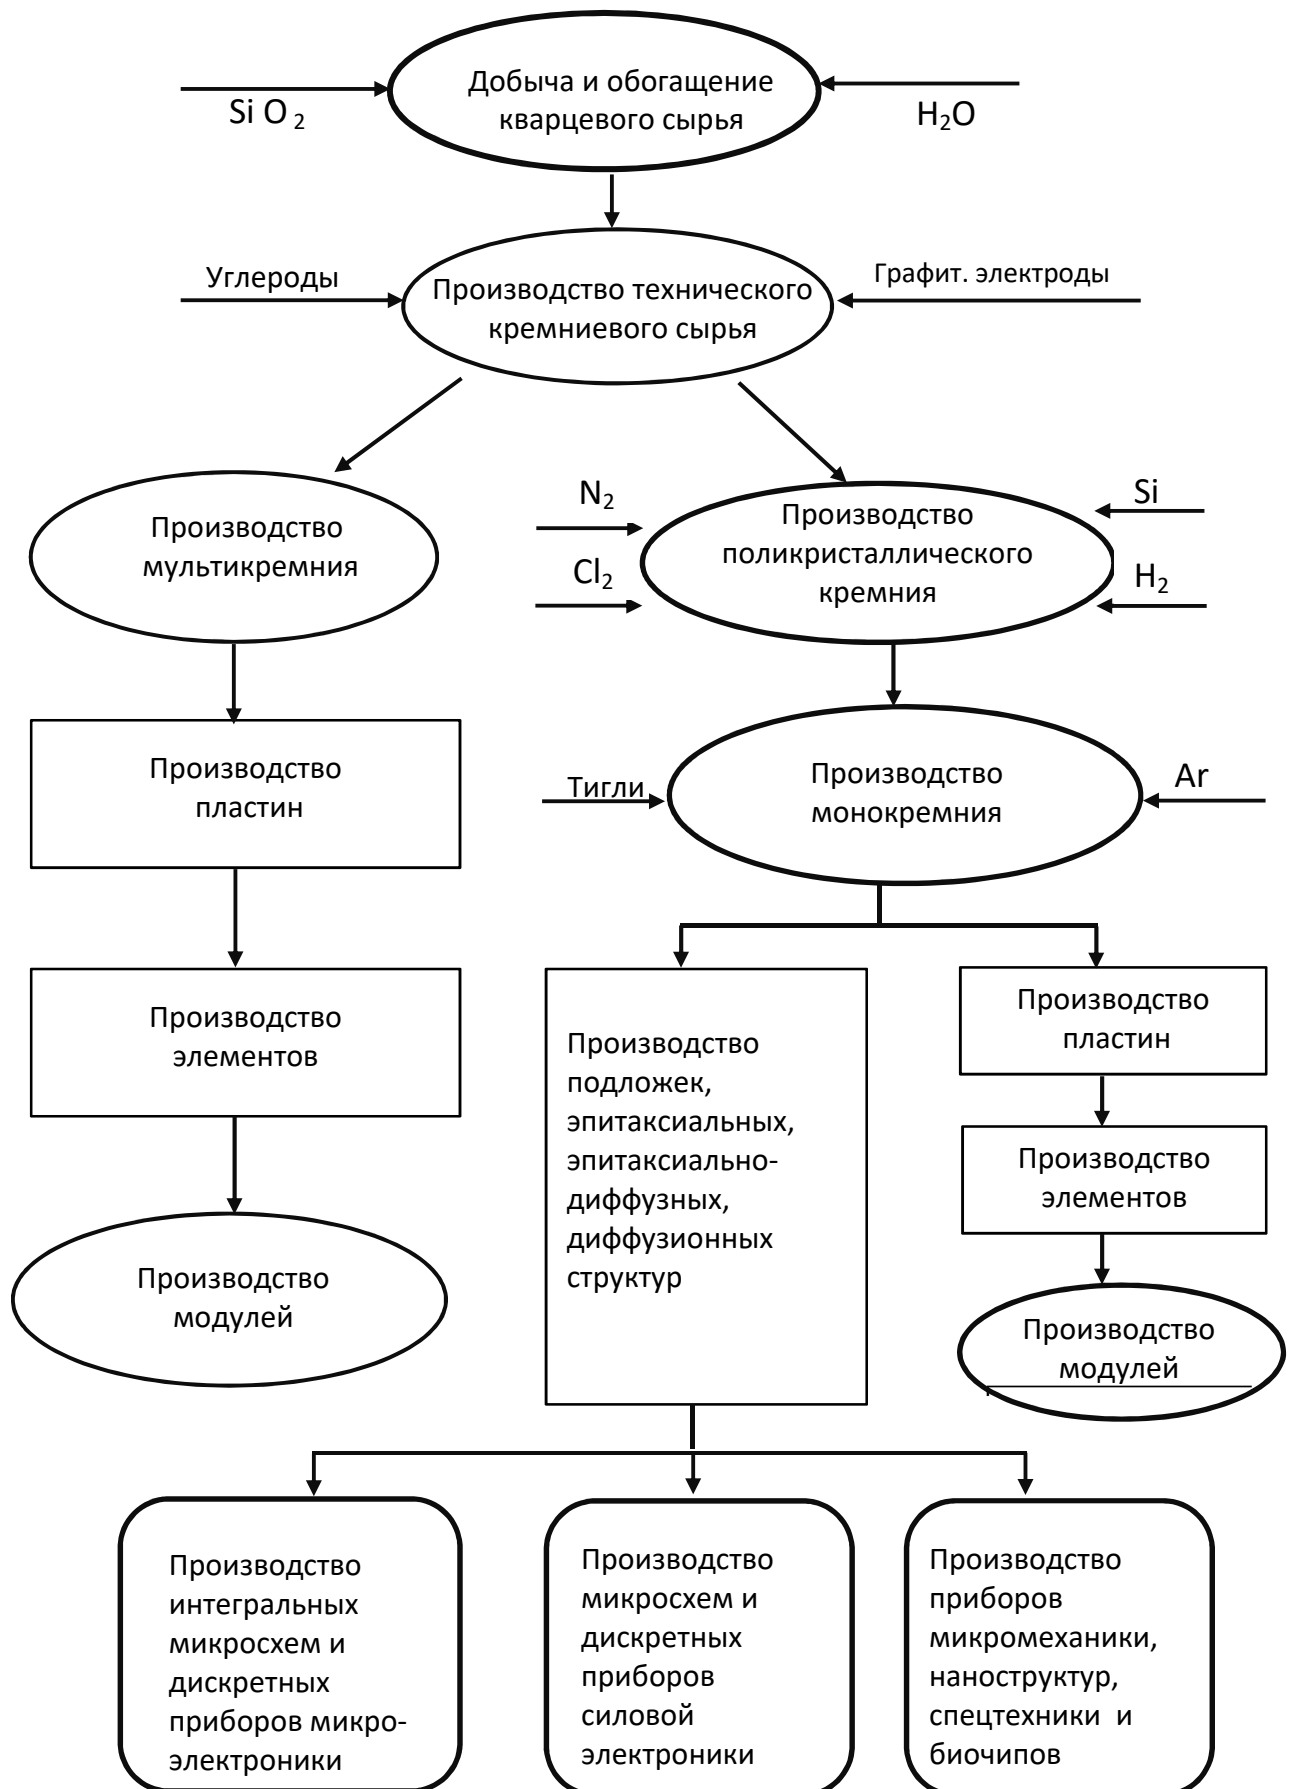 Добыча и обогащение
кварцевого сырья
Si O 2
H2O
Углероды
Производство технического
кремниевого сырья
Графит. электроды
Производство
мультикремния
N2
Cl2
Производство
поликристаллического
кремния
Si
H2
Производство
пластин
Тигли
Производство
монокремния
Ar
Производство
элементов
Производство
подложек,
эпитаксиальных,
эпитаксиально-
диффузных,
диффузионных
структур
Производство
пластин
Производство
элементов
Производство
модулей
Производство
модулей
Производство
интегральных
микросхем и
дискретных
приборов микро-
электроники
Производство
микросхем и
дискретных
приборов
силовой
электроники
Производство
приборов
микромеханики,
наноструктур,
спецтехники и
биочипов